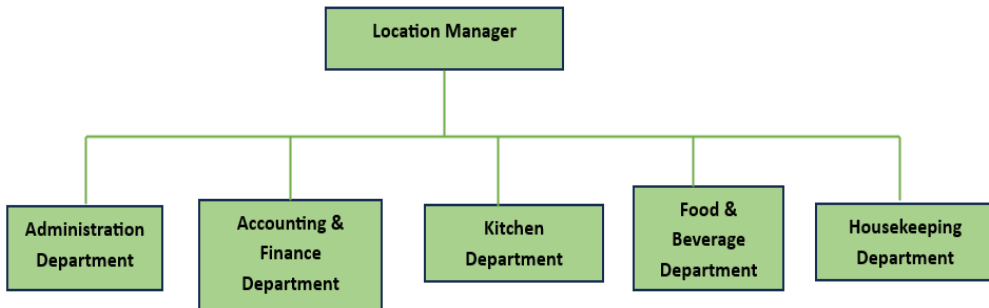 Location Manager
Administration
Department
Accounting &
Finance
Department
Kitchen
Department
Food &
Beverage
Department
Housekeeping
Department